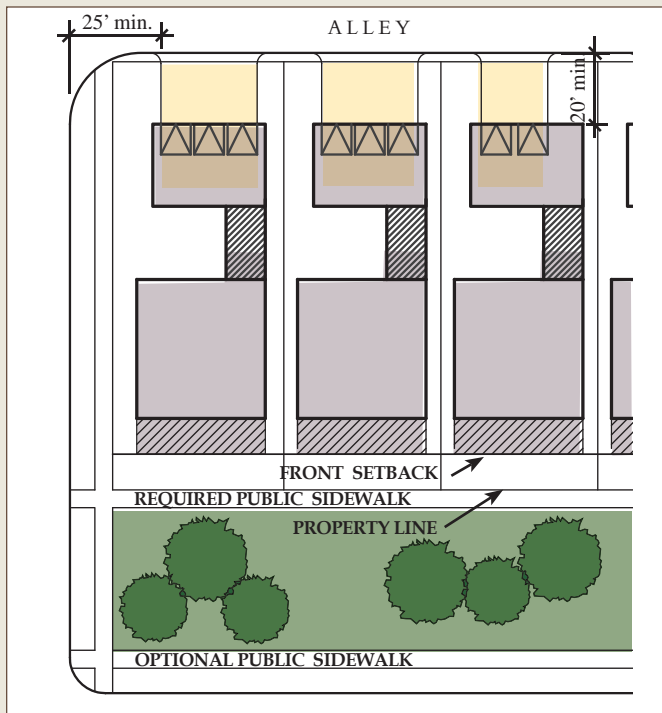 25’ min.
ALLEY
20’ min
FRONT SETBACK
REQUIRED PUBLIC SIDEWALK
PROPERTY LINE
OPTIONAL PUBLIC SIDEWALK